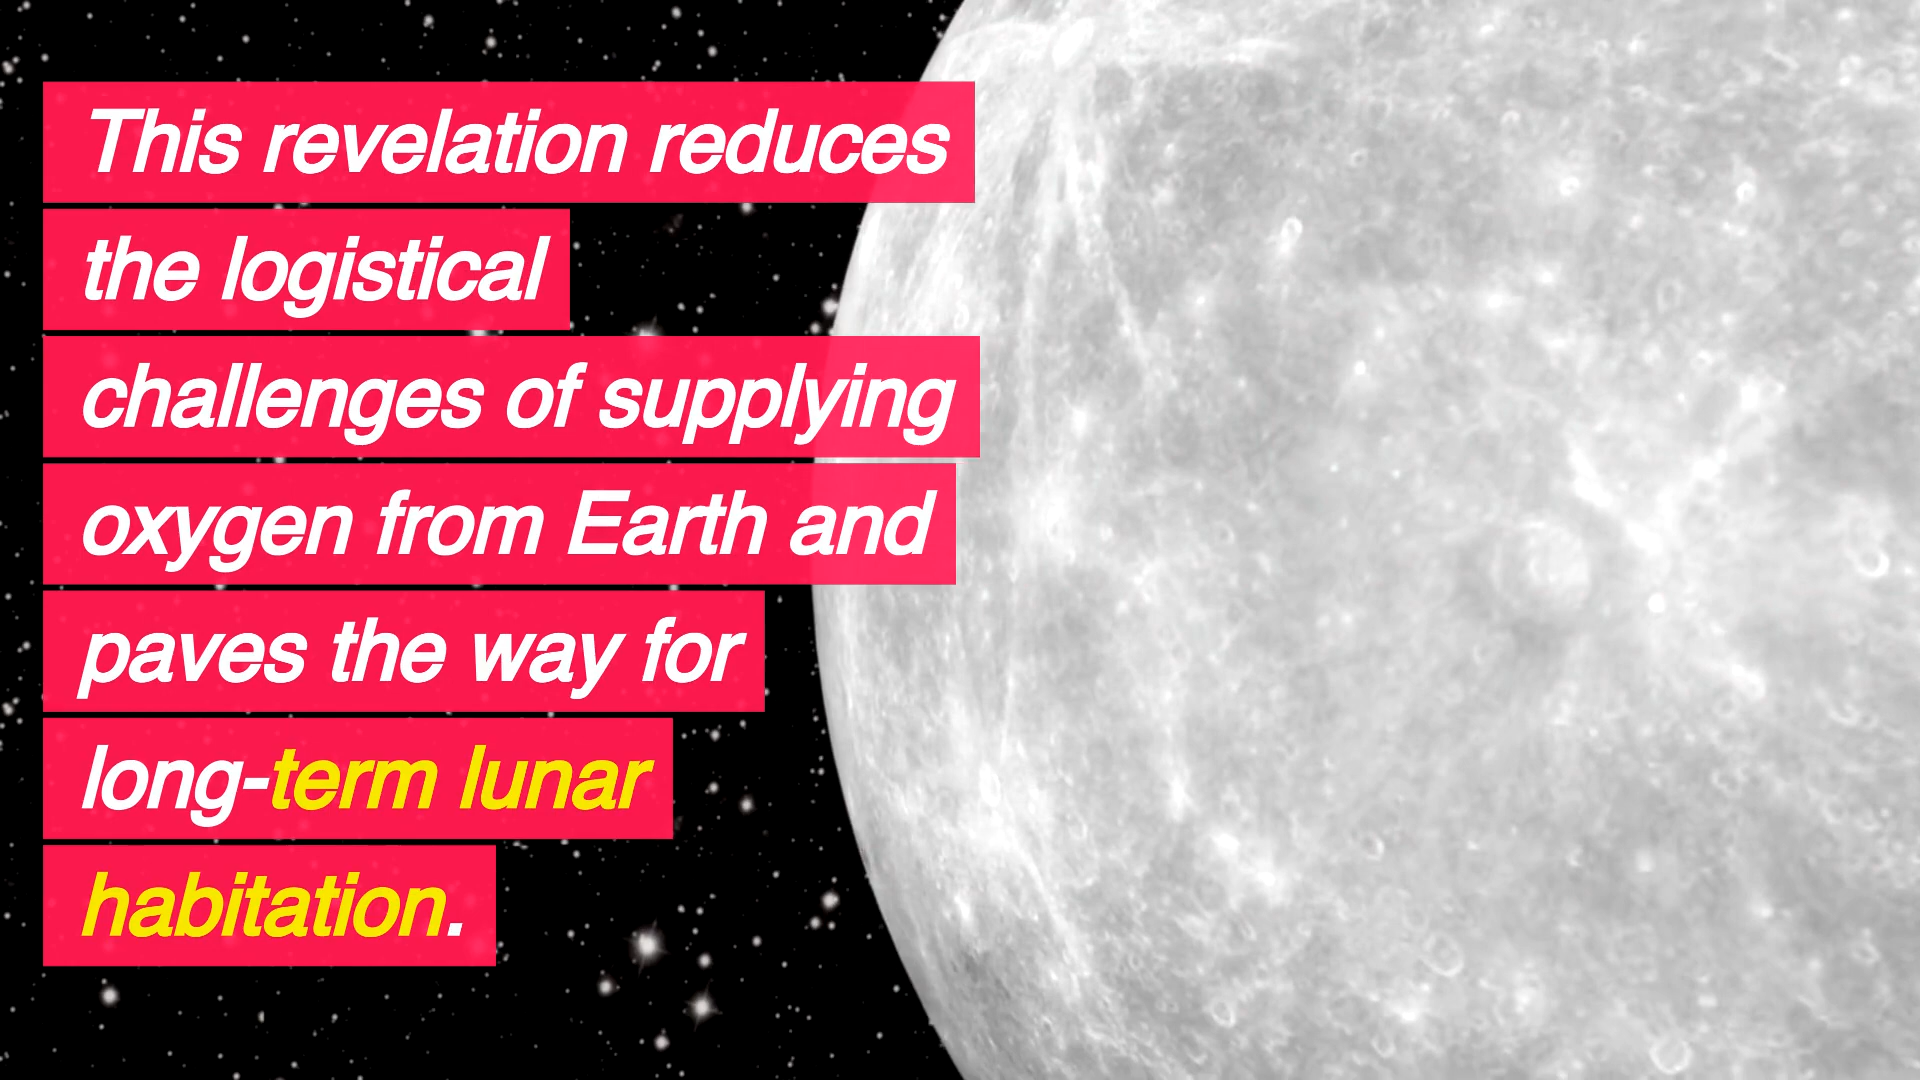 This revelation reduces
the logistical
challenges of supplying
oxygen from Earth and
paves the way for
long-term lunar
habitation.